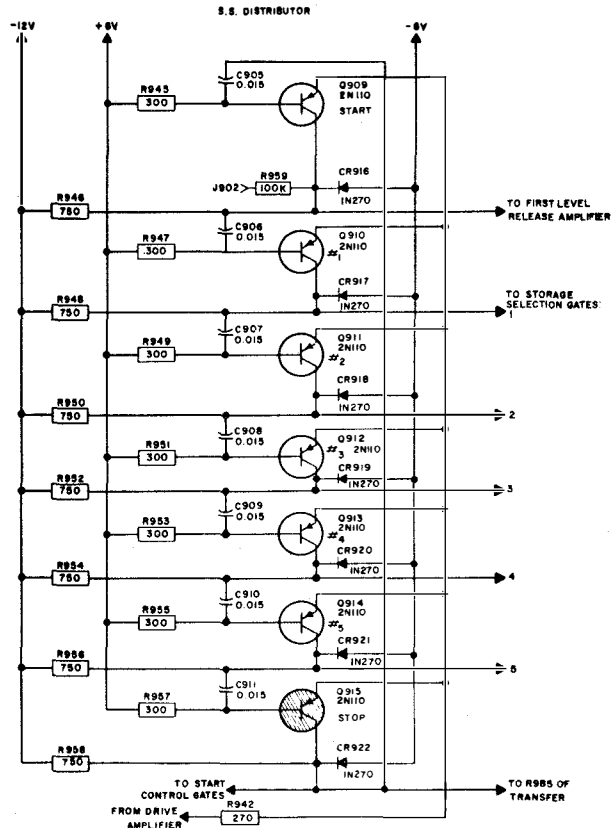 S.S. DISTRIBUTOR
-12V
+6V
-6V
C905
0.015
Q909
2N110
START
R945
300
R959
J902
100K
CR916
1N270
R946
750
TO FIRST LEVEL
RELEASE AMPLIFIER
C906
0.015
Q910
2N110
#1
R947
300
CR917
1N270
R948
750
TO STORAGE
SELECTION GATES:
1
C907
0.015
Q911
2N110
#2
R949
300
CR918
1N270
R950
750
2
C908
0.015
Q912
2N110
#3
R951
300
CR919
1N270
R952
750
3
C909
0.015
Q913
2N110
#4
R953
300
CR920
1N270
R954
750
4
C910
0.015
Q914
2N110
#5
R955
300
CR921
1N270
R956
750
5
C911
0.015
Q915
2N110
STOP
R957
300
CR922
1N270
R958
750
TO START
CONTROL GATES
TO R985 OF
TRANSFER
FROM DRIVE
AMPLIFIER
R942
270